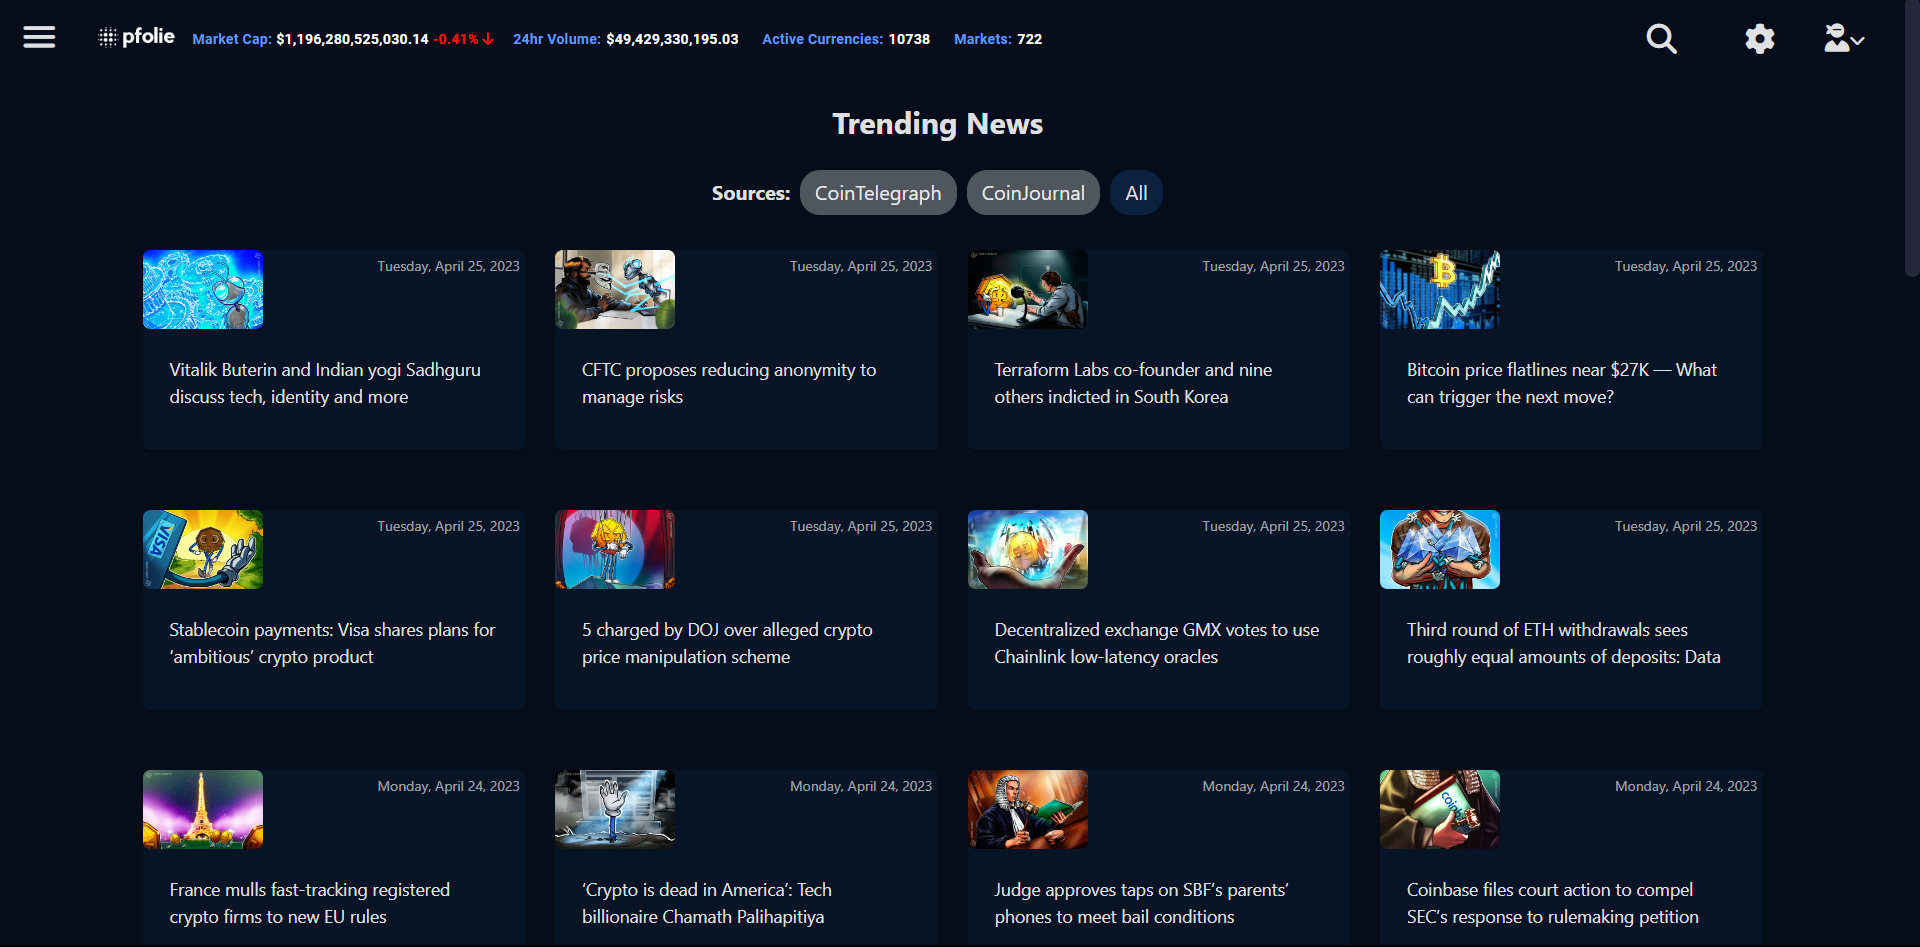 pfolie Market Cap: $1,196,280,525,030.14 -0.41% 24hr Volume: $49,429,330,195.03 Active Currencies: 10738 Markets: 722
Trending News
Sources: CoinTelegraph CoinJournal All
Tuesday, April 25, 2023
Vitalik Buterin and Indian yogi Sadhguru
discuss tech, identity and more
Tuesday, April 25, 2023
CFTC proposes reducing anonymity to
manage risks
Tuesday, April 25, 2023
Terraform Labs co-founder and nine
others indicted in South Korea
Tuesday, April 25, 2023
Bitcoin price flatlines near $27K — What
can trigger the next move?
VISA
Tuesday, April 25, 2023
Stablecoin payments: Visa shares plans for
‘ambitious’ crypto product
Tuesday, April 25, 2023
5 charged by DOJ over alleged crypto
price manipulation scheme
Tuesday, April 25, 2023
Decentralized exchange GMX votes to use
Chainlink low-latency oracles
Tuesday, April 25, 2023
Third round of ETH withdrawals sees
roughly equal amounts of deposits: Data
Monday, April 24, 2023
France mulls fast-tracking registered
crypto firms to new EU rules
Monday, April 24, 2023
‘Crypto is dead in America’: Tech
billionaire Chamath Palihapitiya
Monday, April 24, 2023
Judge approves taps on SBF’s parents’
phones to meet bail conditions
Monday, April 24, 2023
Coinbase files court action to compel
SEC’s response to rulemaking petition